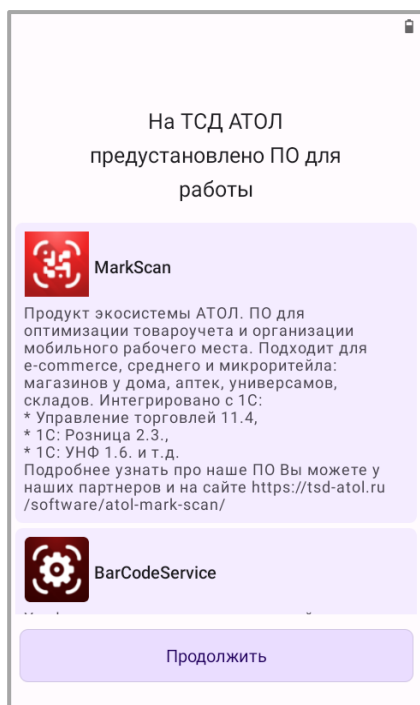 На ТСД АТОЛ
предустановлено ПО для
работы
MarkScan
Продукт экосистемы АТОЛ. ПО для
оптимизации товароучета и организации
мобильного рабочего места. Подходит для
e-commerce, среднего и микроритейла:
магазинов у дома, аптек, универсамов,
складов. Интегрировано с 1С:
* Управление торговлей 11.4,
* 1С: Розница 2.3.,
* 1С: УНФ 1.6. и т.д.
Подробнее узнать про наше ПО Вы можете у
наших партнеров и на сайте https://tsd-atol.ru
/software/atol-mark-scan/
BarCodeService
Продолжить